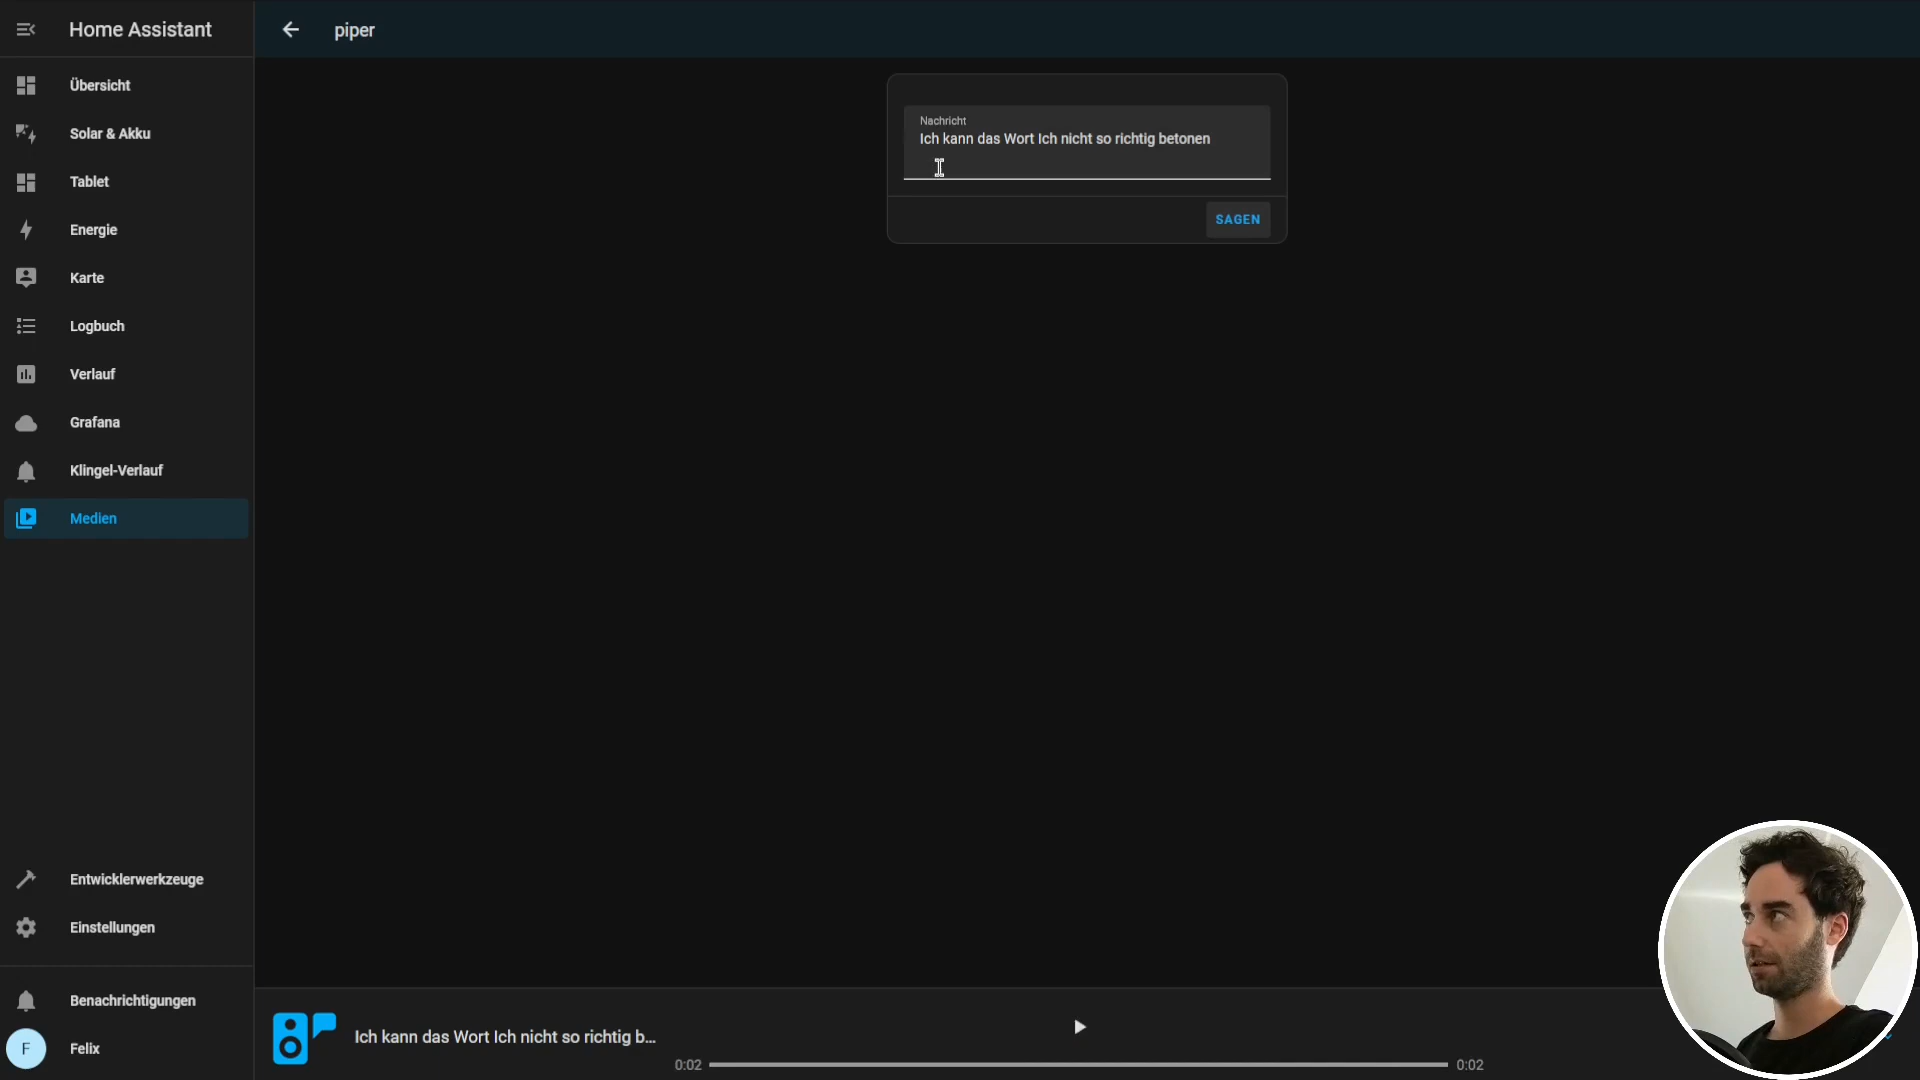 Home Assistant
piper
Übersicht
Solar & Akku
Tablet
Energie
Karte
Logbuch
Verlauf
Grafana
Klingel-Verlauf
Medien
Nachricht
Ich kann das Wort Ich nicht so richtig betonen
SAGEN
Entwicklerwerkzeuge
Einstellungen
Benachrichtigungen
F
Felix
Ich kann das Wort Ich nicht so richtig b...
0:02
0:02